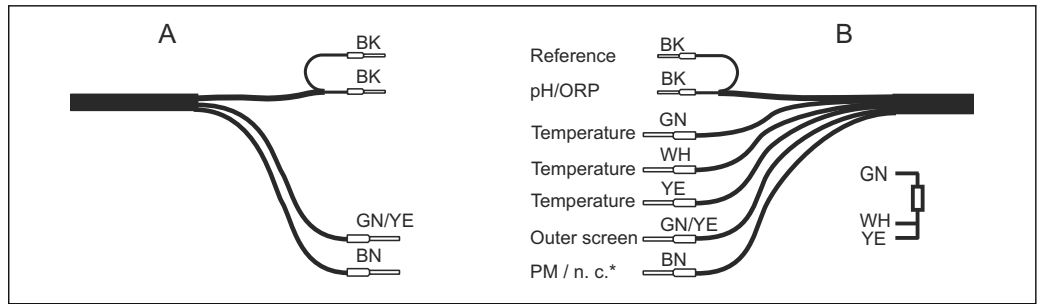 A
BK
BK
GN/YE
BN
B
Reference BK
pH/ORP BK
Temperature GN
Temperature WH
Temperature YE
Outer screen GN/YE
PM / n. c.* BN
GN
WH
YE